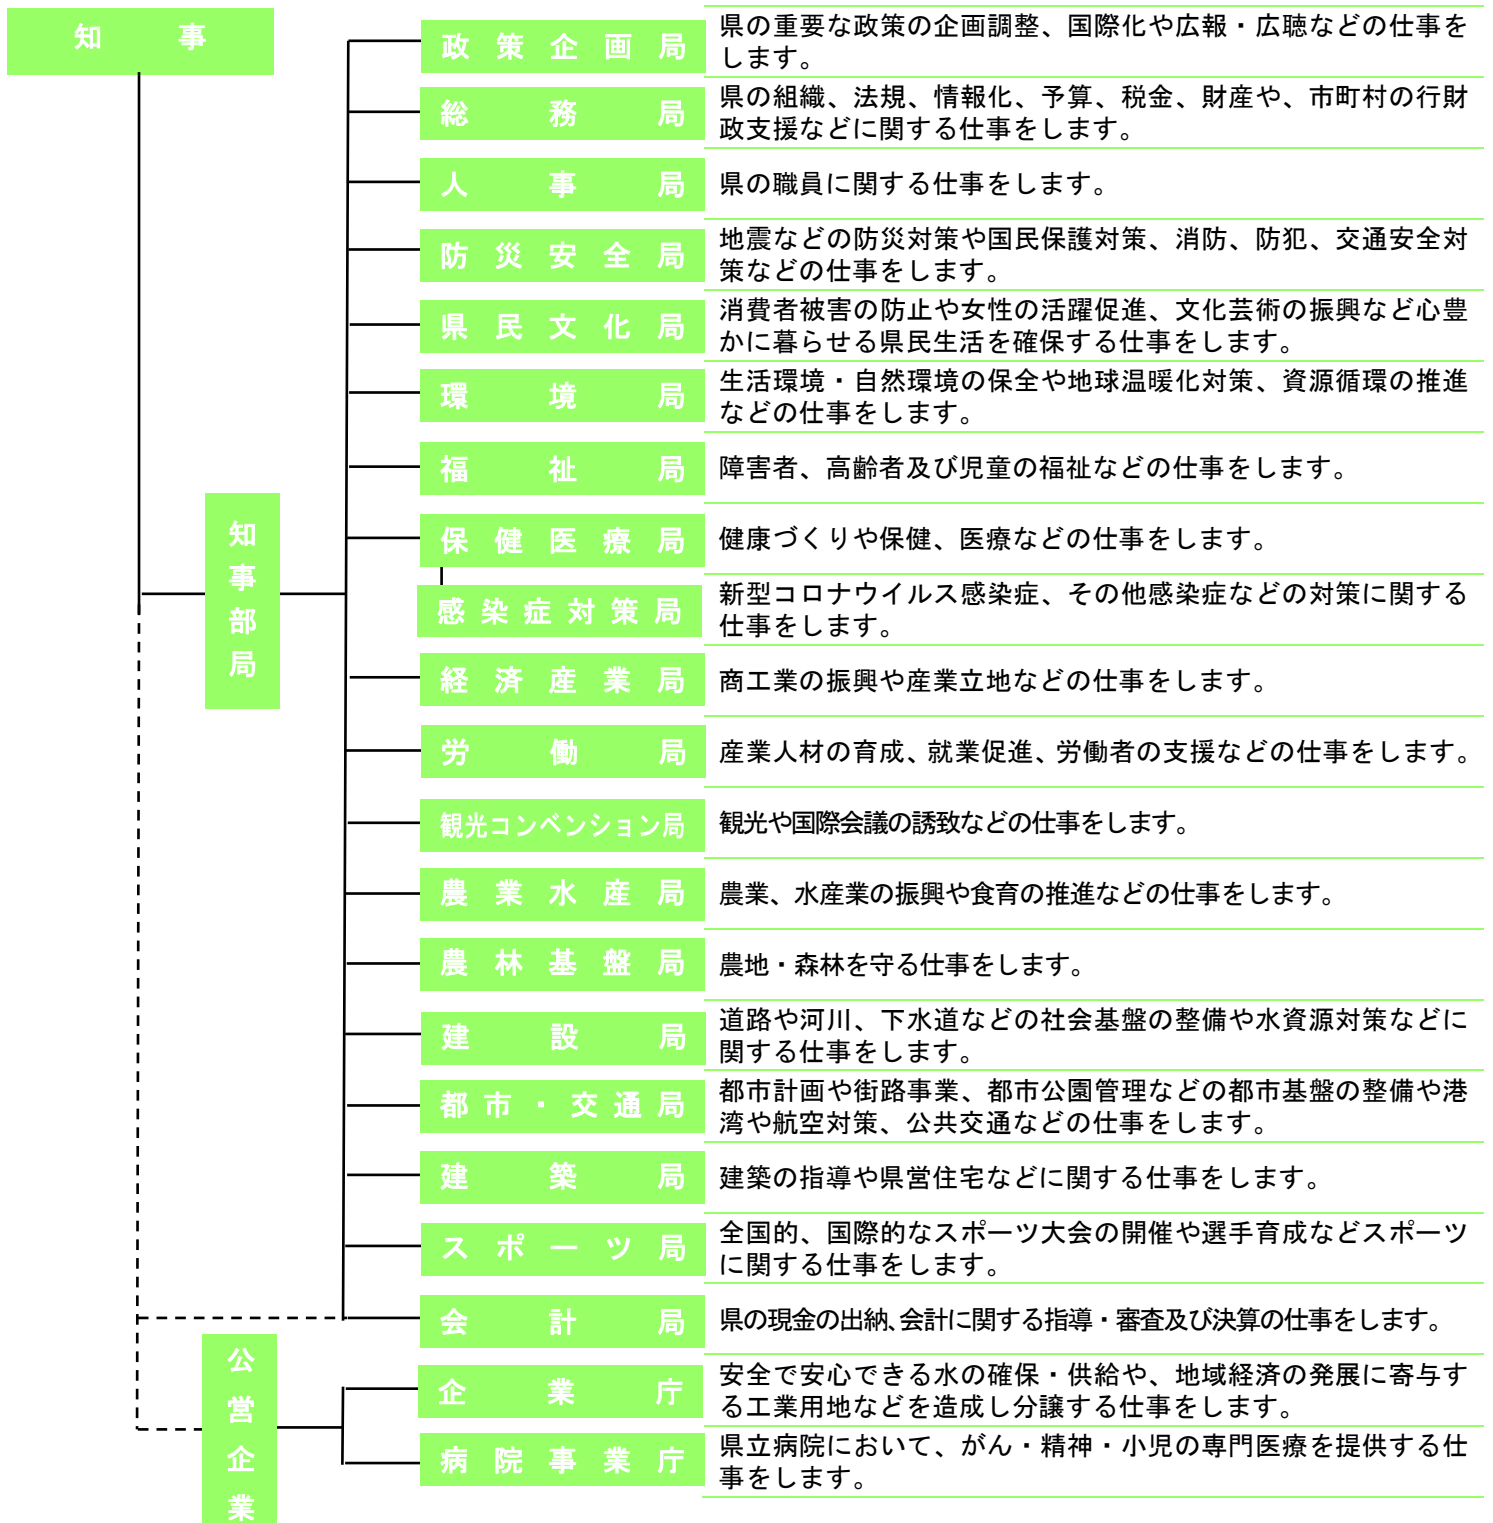 知事
政策企画局
県の重要な政策の企画調整、国際化や広報・広聴などの仕事を
します。
総務局
県の組織、法規、情報化、予算、税金、財産や、市町村の行財
政支援などに関する仕事をします。
人事局
県の職員に関する仕事をします。
防災安全局
地震などの防災対策や国民保護対策、消防、防犯、交通安全対
策などの仕事をします。
県民文化局
消費者被害の防止や女性の活躍促進、文化芸術の振興など心豊
かに暮らせる県民生活を確保する仕事をします。
環境局
生活環境・自然環境の保全や地球温暖化対策、資源循環の推進
などの仕事をします。
福祉局
障害者、高齢者及び児童の福祉などの仕事をします。
知事部局
保健医療局
健康づくりや保健、医療などの仕事をします。
感染症対策局
新型コロナウイルス感染症、その他感染症などの対策に関する
仕事をします。
経済産業局
商工業の振興や産業立地などの仕事をします。
労働局
産業人材の育成、就業促進、労働者の支援などの仕事をします。
観光コンベンション局
観光や国際会議の誘致などの仕事をします。
農業水産局
農業、水産業の振興や食育の推進などの仕事をします。
農林基盤局
農地・森林を守る仕事をします。
建設局
道路や河川、下水道などの社会基盤の整備や水資源対策などに
関する仕事をします。
都市・交通局
都市計画や街路事業、都市公園管理などの都市基盤の整備や港
湾や航空対策、公共交通などの仕事をします。
建築局
建築の指導や県営住宅などに関する仕事をします。
スポーツ局
全国的、国際的なスポーツ大会の開催や選手育成などスポーツ
に関する仕事をします。
会計局
県の現金の出納、会計に関する指導・審査及び決算の仕事をします。
公営企業
企業庁
安全で安心できる水の確保・供給や、地域経済の発展に寄与す
る工業用地などを造成し分譲する仕事をします。
病院事業庁
県立病院において、がん・精神・小児の専門医療を提供する仕
事をします。